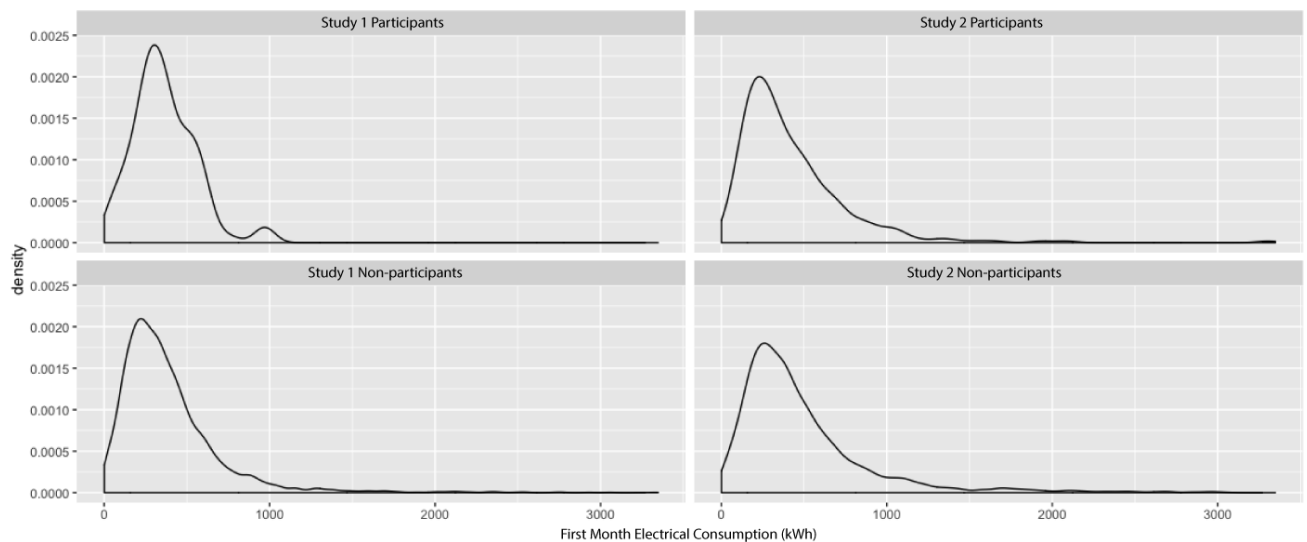 Study 1 Participants
Study 2 Participants
0.0025
0.0020
0.0015
0.0010
0.0005
0.0000
density
Study 1 Non-participants
Study 2 Non-participants
0.0025
0.0020
0.0015
0.0010
0.0005
0.0000
0 1000 2000 3000 0 1000 2000 3000
First Month Electrical Consumption (kWh)